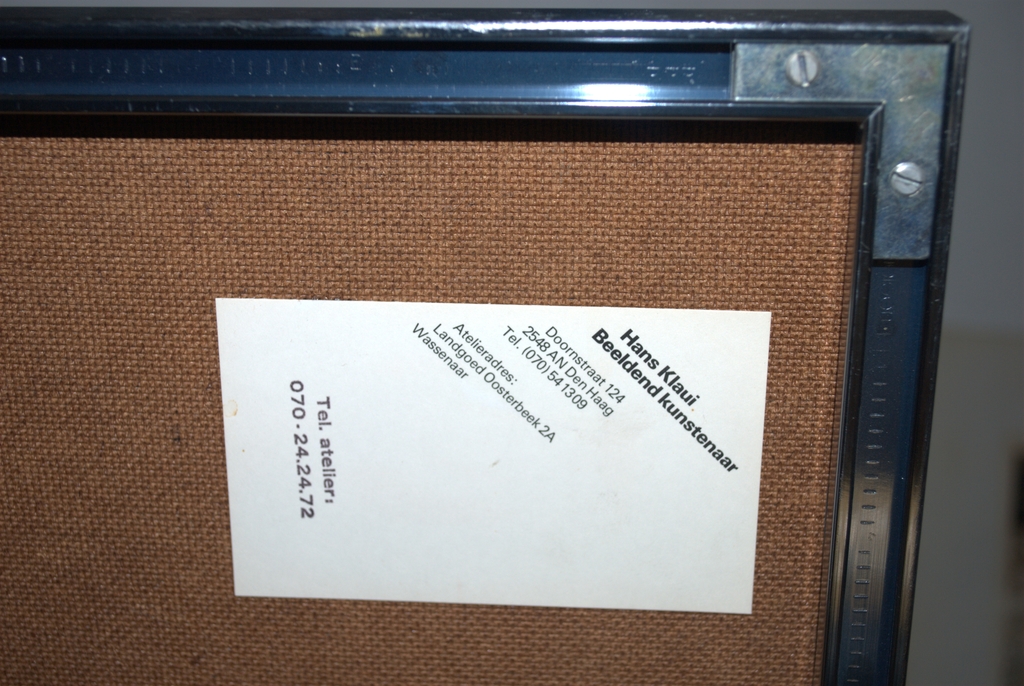 Hans Klaui
Beeldend kunstenaar
Doornstraat 124
2548 AN Den Haag
Tel. (070) 541309
Atelieradres:
Landgoed Oosterbeek 2A
Wassenaar
Tel. atelier:
070-24.24.72